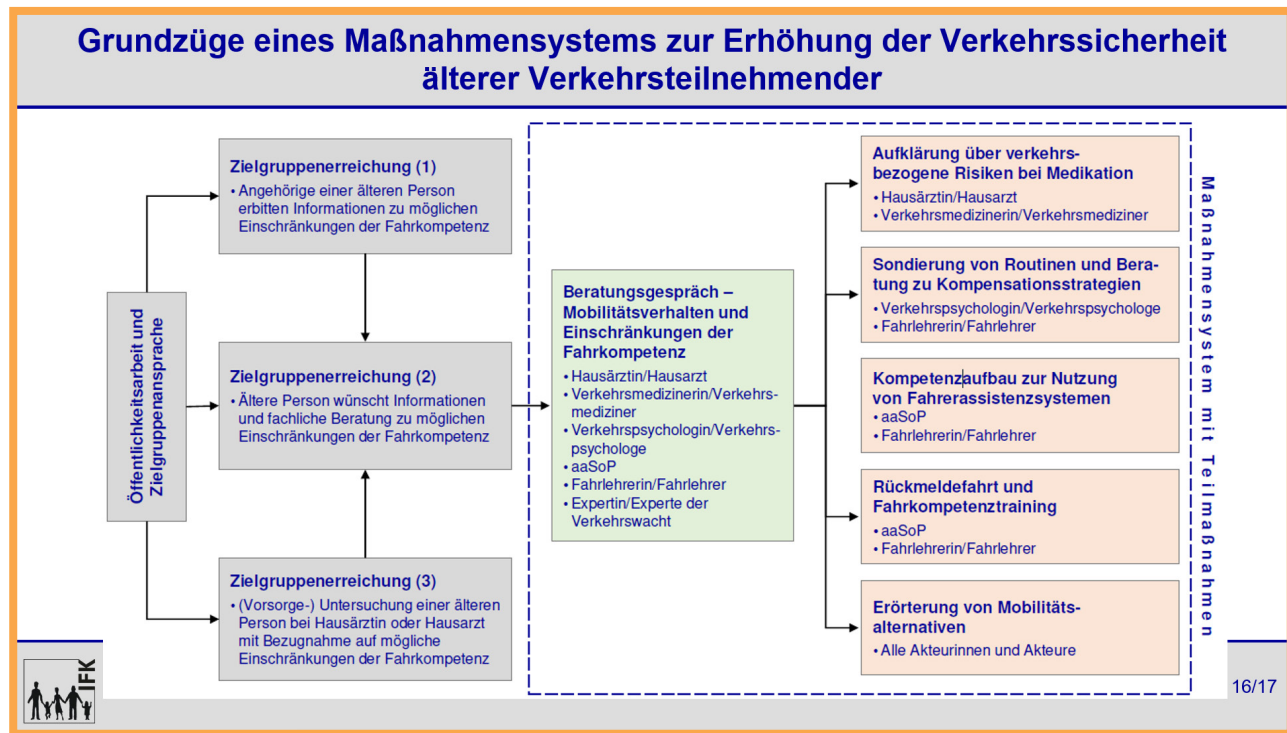 Grundzüge eines Maßnahmensystems zur Erhöhung der Verkehrssicherheit
älterer Verkehrsteilnehmender
Öffentlichkeitsarbeit und
Zielgruppenansprache
Zielgruppenerreichung (1)
• Angehörige einer älteren Person
erbitten Informationen zu möglichen
Einschränkungen der Fahrkompetenz
Zielgruppenerreichung (2)
• Ältere Person wünscht Informationen
und fachliche Beratung zu möglichen
Einschränkungen der Fahrkompetenz
Zielgruppenerreichung (3)
• (Vorsorge-) Untersuchung einer älteren
Person bei Hausärztin oder Hausarzt
mit Bezugnahme auf mögliche
Einschränkungen der Fahrkompetenz
Beratungsgespräch –
Mobilitätsverhalten und
Einschränkungen der
Fahrkompetenz
• Hausärztin/Hausarzt
• Verkehrsmedizinerin/Verkehrs-
mediziner
• Verkehrspsychologin/Verkehrs-
psychologe
• aaSoP
• Fahrlehrerin/Fahrlehrer
• Expertin/Experte der
Verkehrswacht
Aufklärung über verkehrs-
bezogene Risiken bei Medikation
• Hausärztin/Hausarzt
• Verkehrsmedizinerin/Verkehrsmediziner
Sondierung von Routinen und Bera-
tung zu Kompensationsstrategien
• Verkehrspsychologin/Verkehrspsychologe
• Fahrlehrerin/Fahrlehrer
Kompetenzaufbau zur Nutzung
von Fahrerassistenzsystemen
• aaSoP
• Fahrlehrerin/Fahrlehrer
Rückmeldefahrt und
Fahrkompetenztraining
• aaSoP
• Fahrlehrerin/Fahrlehrer
Erörterung von Mobilitäts-
alternativen
• Alle Akteurinnen und Akteure
Maßnahmensystem mit Teilmaßnahmen
IFK
16/17